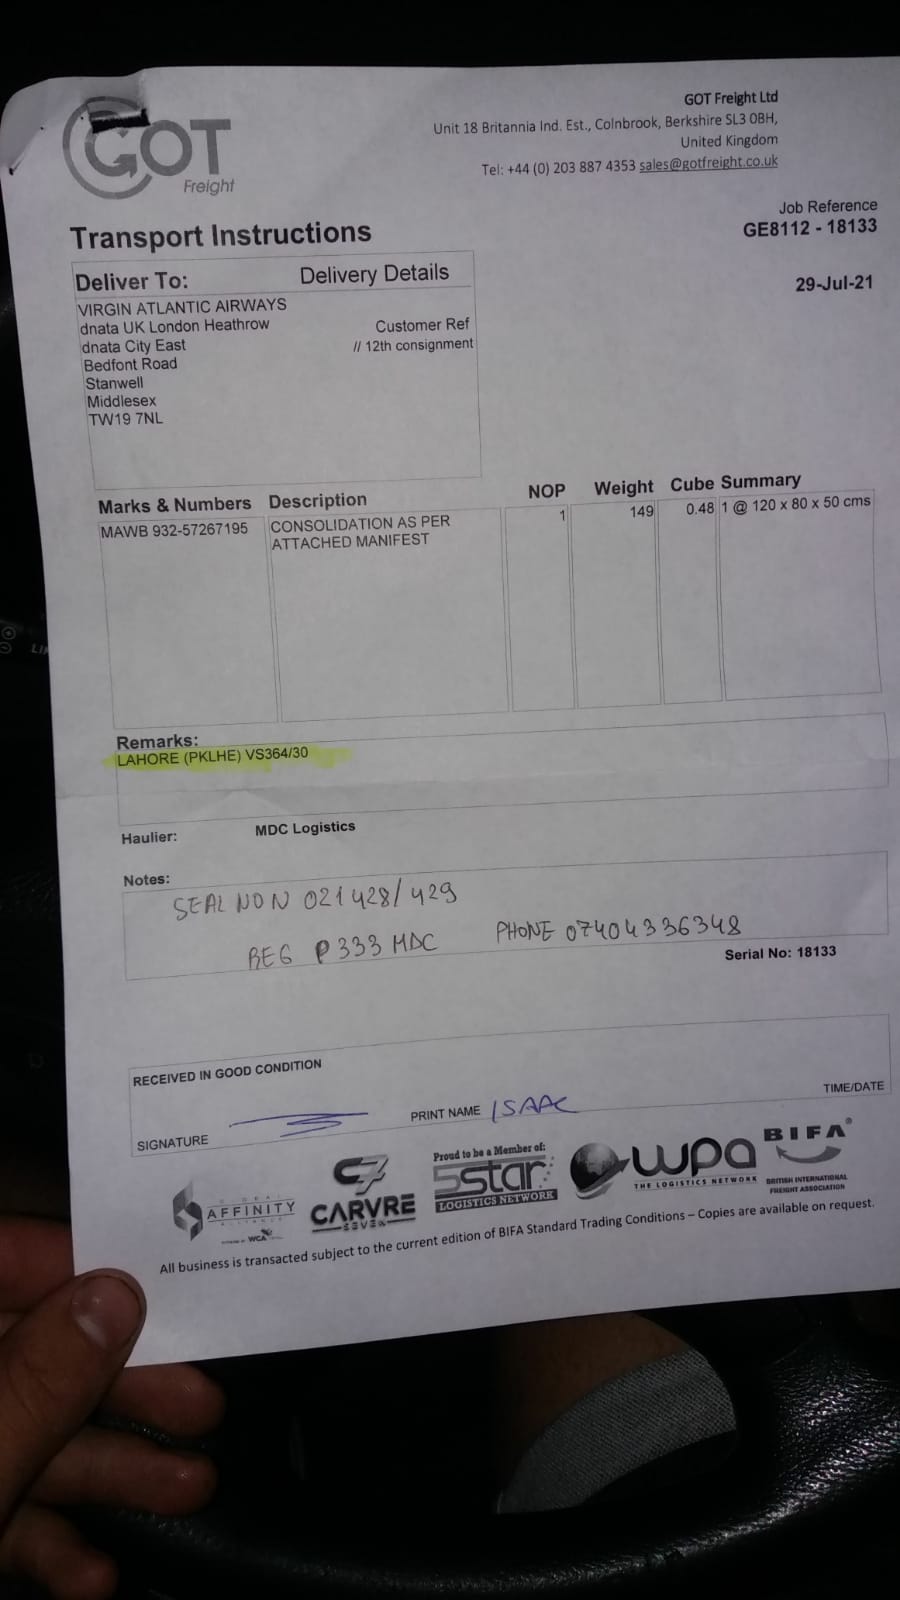 GOT
Freight
GOT Freight Ltd
Unit 18 Britannia Ind. Est., Colnbrook, Berkshire SL3 0BH,
United Kingdom
Tel: +44 (0) 203 887 4353 sales@gotfreight.co.uk
Job Reference
GE8112 - 18133
29-Jul-21
Transport Instructions
Deliver To: Delivery Details
VIRGIN ATLANTIC AIRWAYS
dnata UK London Heathrow
dnata City East
Bedfont Road
Stanwell
Middlesex
TW19 7NL
Customer Ref
// 12th consignment
Marks & Numbers Description NOP Weight Cube Summary
MAWB 932-57267195 CONSOLIDATION AS PER 1 149 0.48 1 @ 120 x 80 x 50 cms
ATTACHED MANIFEST
Remarks:
LAHORE (PKLHE) VS364/30
Haulier: MDC Logistics
Notes:
SEAL NON 021428/429
REG P333 MDC PHONE 07404336348
Serial No: 18133
RECEIVED IN GOOD CONDITION
SIGNATURE PRINT NAME ISAAC TIME/DATE
AFFINITY
WCA
CARVRE
SEVEN
Proud to be a Member of:
5star
LOGISTICS NETWORK
wpa
THE LOGISTICS NETWORK
BIFA
BRITISH INTERNATIONAL
FREIGHT ASSOCIATION
All business is transacted subject to the current edition of BIFA Standard Trading Conditions – Copies are available on request.